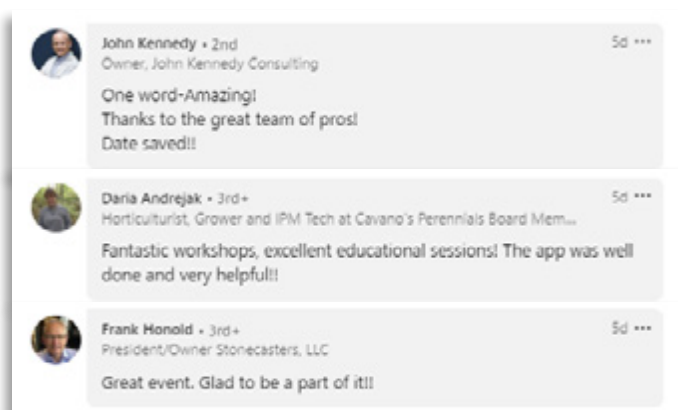 John Kennedy • 2nd
5d •••
Owner, John Kennedy Consulting
One word-Amazing!
Thanks to the great team of pros!
Date saved!!
Daria Andrejak • 3rd+
5d •••
Horticulturist, Grower and IPM Tech at Cavano's Perennials Board Mem...
Fantastic workshops, excellent educational sessions! The app was well
done and very helpful!!
Frank Honold • 3rd+
5d •••
President/Owner Stonecasters, LLC
Great event. Glad to be a part of it!!